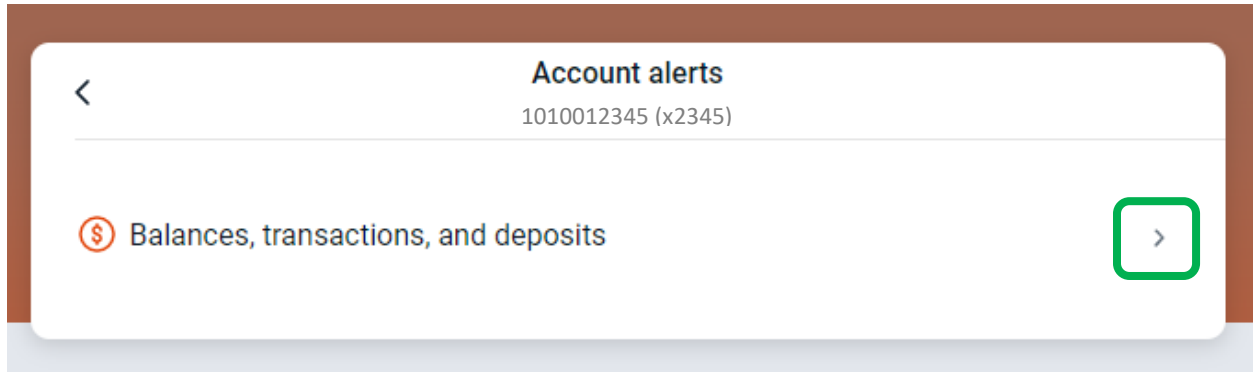 Account alerts
1010012345 (x2345)
Balances, transactions, and deposits